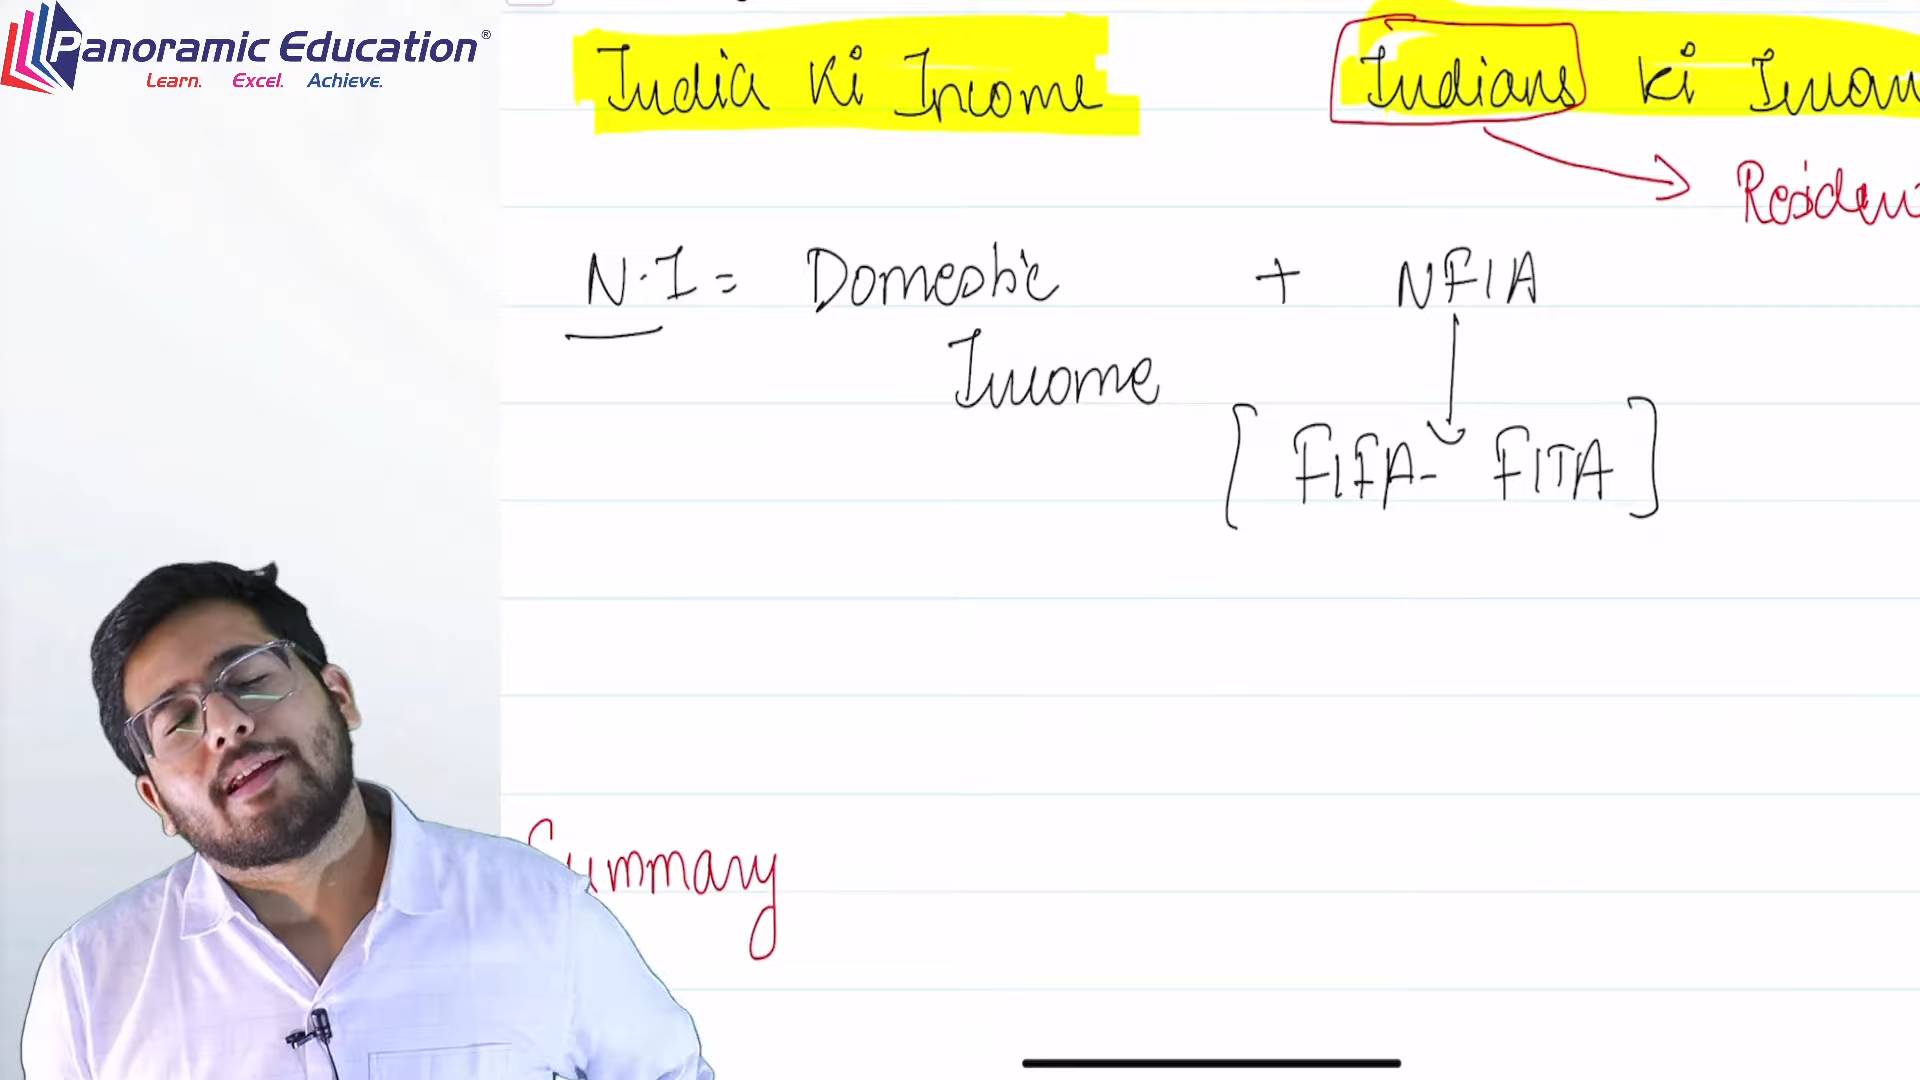 Panoramic Education®
Learn. Excel. Achieve.
India Ki Income
Indians Ki
N.I = Domestic + NFIA
Income
[FIFA- FITA]
Summary